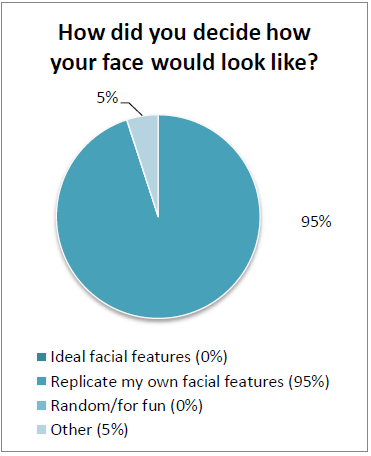 How did you decide how
your face would look like?
5%
95%
Ideal facial features (0%)
Replicate my own facial features (95%)
Random/for fun (0%)
Other (5%)